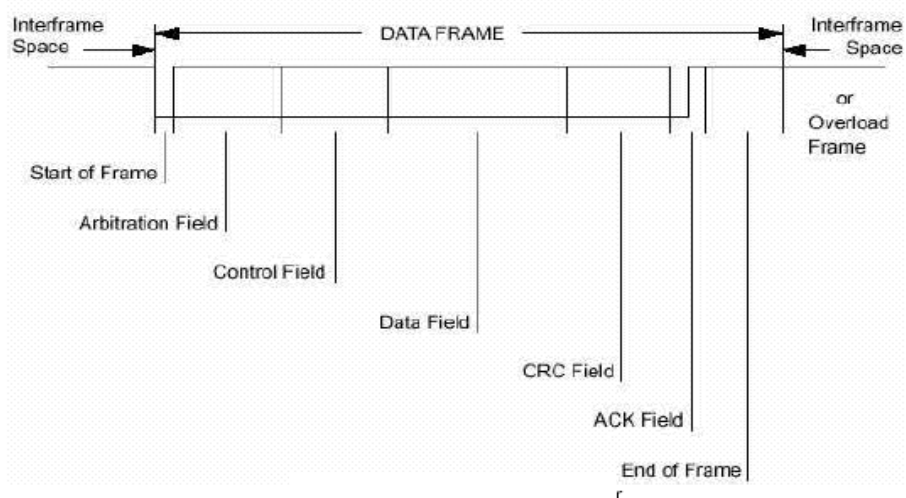 Interframe
Space
DATA FRAME
Interframe
Space
or
Overload
Frame
Start of Frame
Arbitration Field
Control Field
Data Field
CRC Field
ACK Field
End of Frame